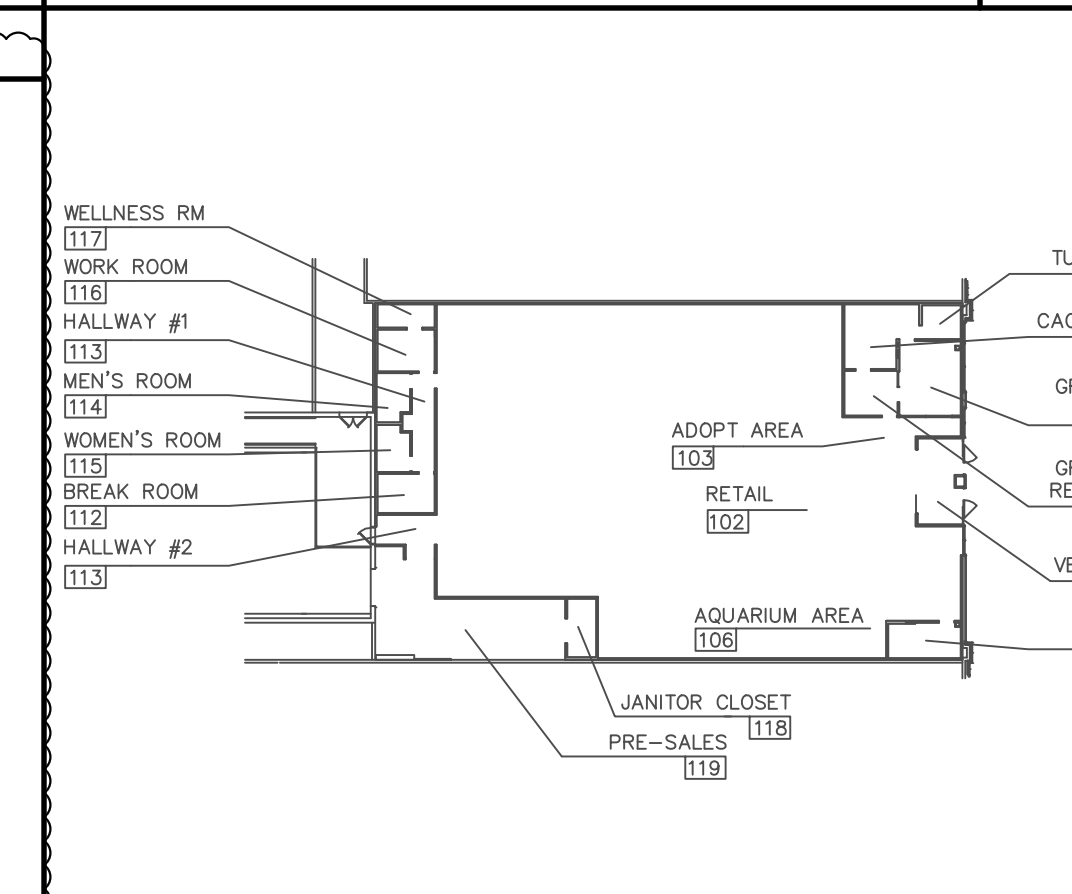 WELLNESS RM
117
WORK ROOM
116
HALLWAY #1
113
MEN'S ROOM
114
WOMEN'S ROOM
115
BREAK ROOM
112
HALLWAY #2
113
ADOPT AREA
103
RETAIL
102
AQUARIUM AREA
106
JANITOR CLOSET
118
PRE-SALES
119